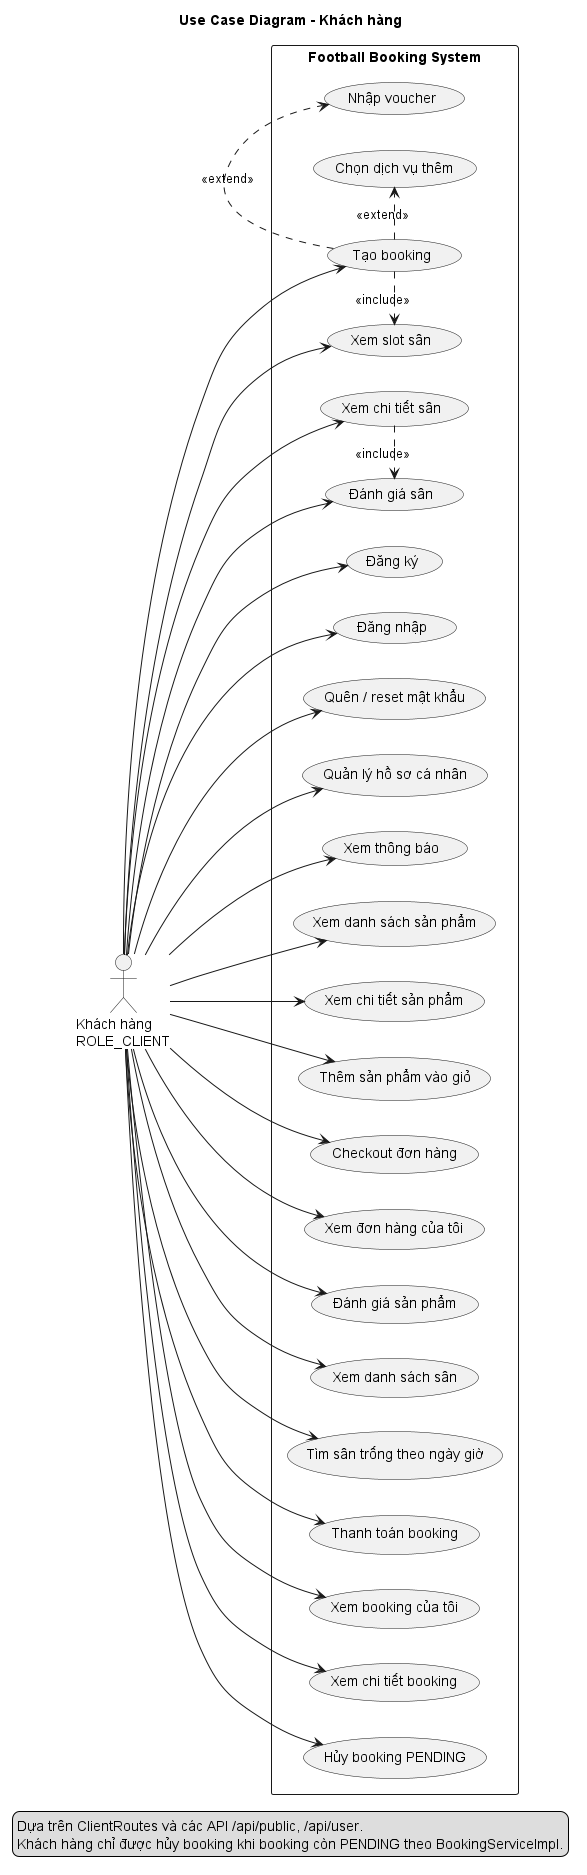 Use Case Diagram - Khách hàng
Football Booking System
Nhập voucher
Chọn dịch vụ thêm
«extend»
«extend»
Tạo booking
«include»
Xem slot sân
Xem chi tiết sân
«include»
Đánh giá sân
Đăng ký
Đăng nhập
Quên / reset mật khẩu
Quản lý hồ sơ cá nhân
Xem thông báo
Xem danh sách sản phẩm
Xem chi tiết sản phẩm
Khách hàng
ROLE_CLIENT
Thêm sản phẩm vào giỏ
Checkout đơn hàng
Xem đơn hàng của tôi
Đánh giá sản phẩm
Xem danh sách sân
Tìm sân trống theo ngày giờ
Thanh toán booking
Xem booking của tôi
Xem chi tiết booking
Hủy booking PENDING
Dựa trên ClientRoutes và các API /api/public, /api/user.
Khách hàng chỉ được hủy booking khi booking còn PENDING theo BookingServiceImpl.